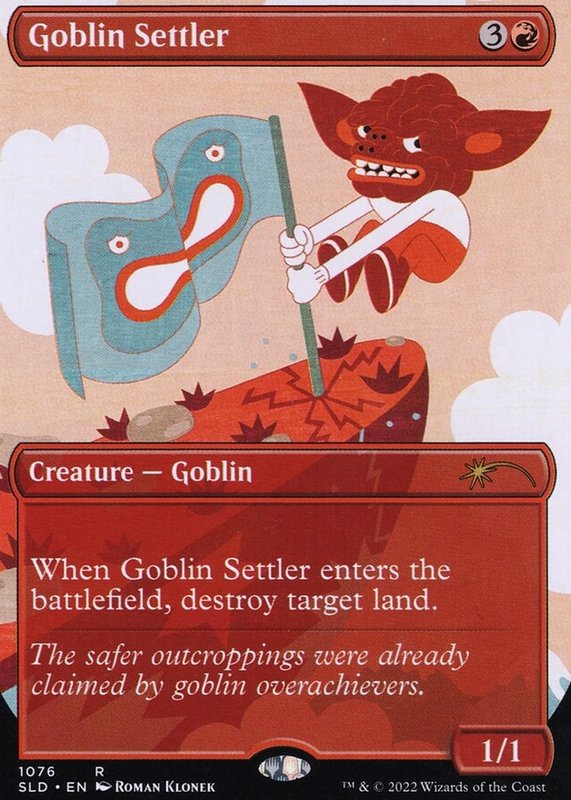 Goblin Settler 3
Creature — Goblin
When Goblin Settler enters the
battlefield, destroy target land.
The safer outcroppings were already
claimed by goblin overachievers.
1/1
1076 R
SLD • EN Roman Klonek
™ & © 2022 Wizards of the Coast